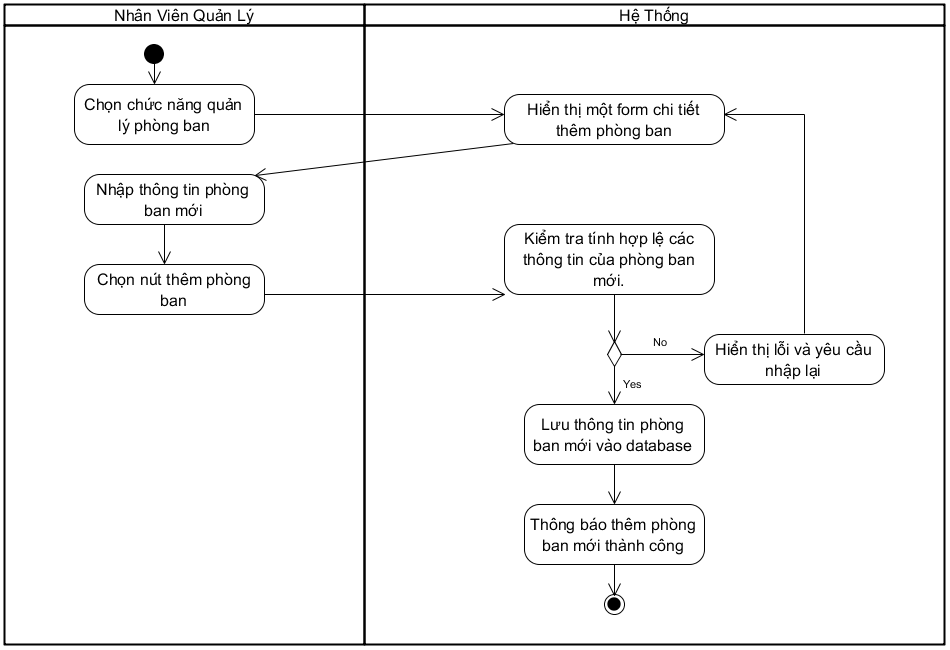 Nhân Viên Quản Lý
Hệ Thống
Chọn chức năng quản
lý phòng ban
Hiển thị một form chi tiết
thêm phòng ban
Nhập thông tin phòng
ban mới
Chọn nút thêm phòng
ban
Kiểm tra tính hợp lệ các
thông tin của phòng ban
mới.
No
Hiển thị lỗi và yêu cầu
nhập lại
Yes
Lưu thông tin phòng
ban mới vào database
Thông báo thêm phòng
ban mới thành công